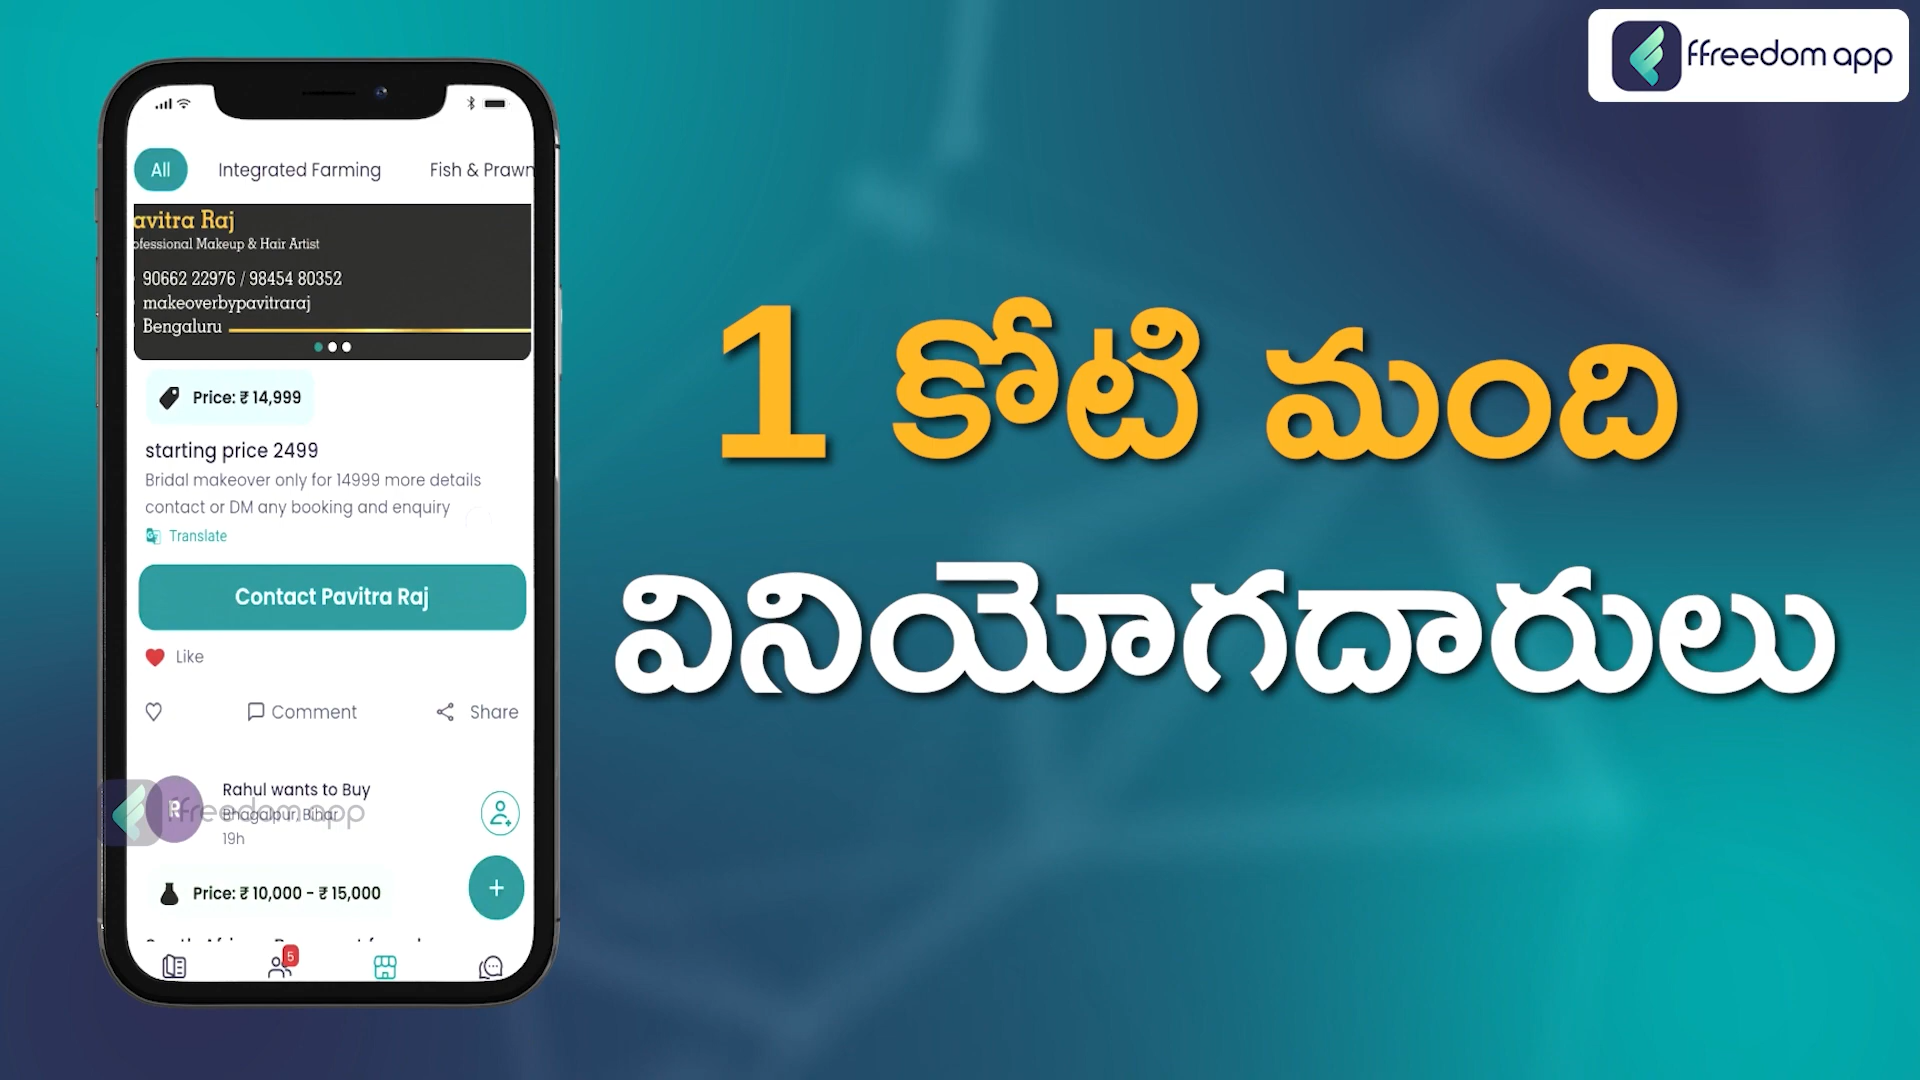 ffreedom app
All Integrated Farming Fish & Prawn
avitra Raj
ofessional Makeup & Hair Artist
90662 22976 / 98454 80352
makeoverbypavitraraj
Bengaluru
Price: ₹ 14,999
starting price 2499
Bridal makeover only for 14999 more details
contact or DM any booking and enquiry
Translate
Contact Pavitra Raj
Like
Comment Share
R
Rahul wants to Buy
Bhagalpur, Bihar
ffreedom app
19h
Price: ₹ 10,000 - ₹ 15,000
5
1 కోటి మంది
వినియోగదారులు